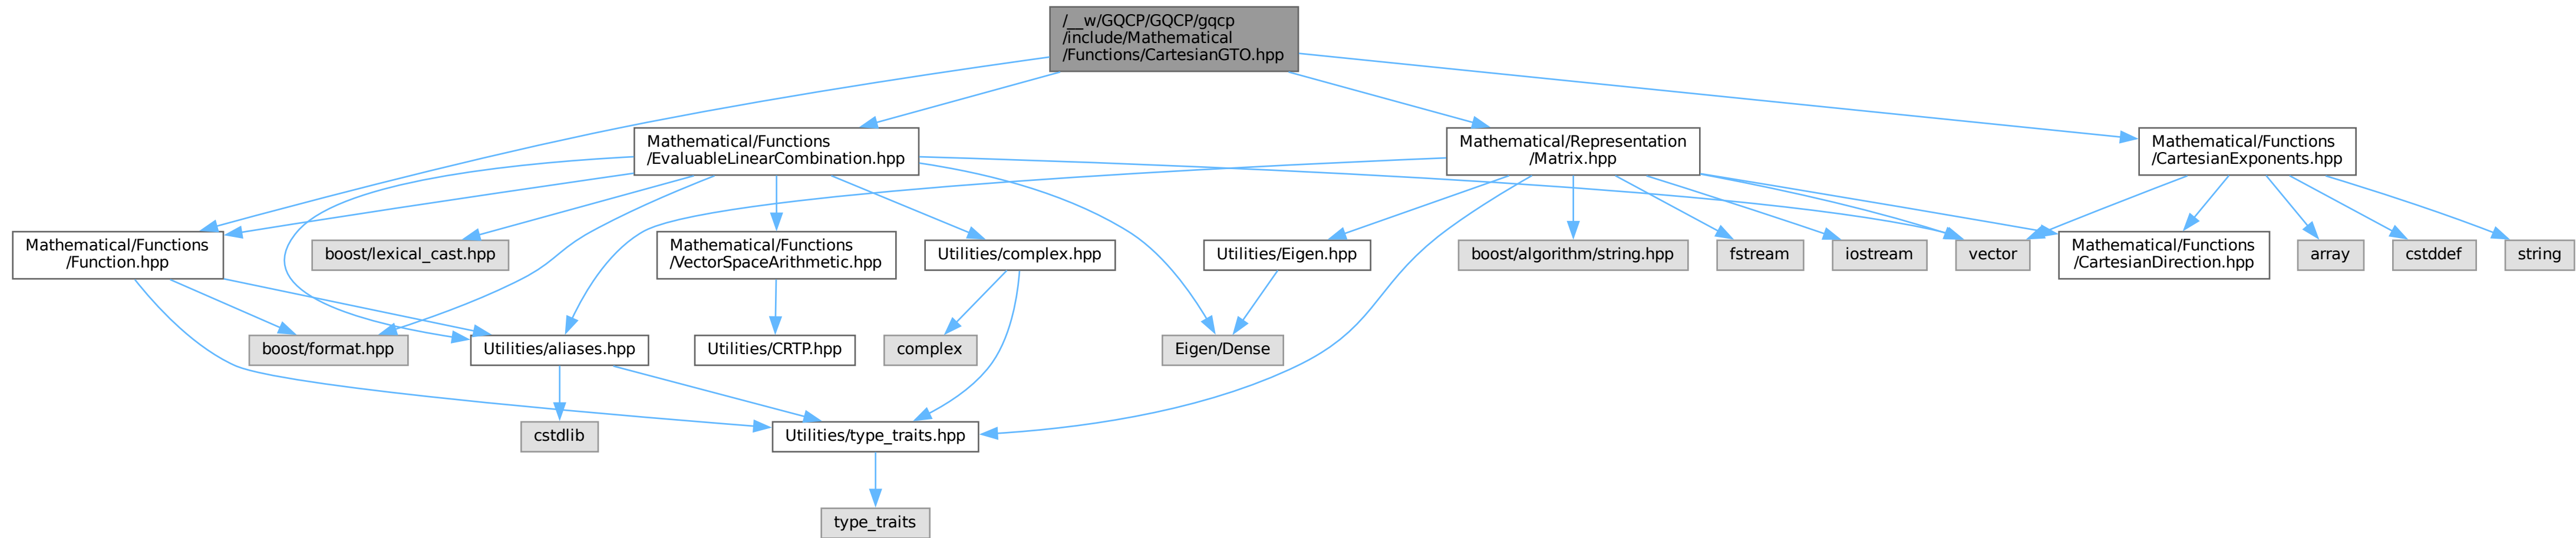 /__w/GQCP/GQCP/gqcp
/include/Mathematical
/Functions/CartesianGTO.hpp
Mathematical/Functions
/EvaluableLinearCombination.hpp
Mathematical/Representation
/Matrix.hpp
Mathematical/Functions
/CartesianExponents.hpp
Mathematical/Functions
/Function.hpp
boost/lexical_cast.hpp
Mathematical/Functions
/VectorSpaceArithmetic.hpp
Utilities/complex.hpp
Utilities/Eigen.hpp
boost/algorithm/string.hpp
fstream
iostream
vector
Mathematical/Functions
/CartesianDirection.hpp
array
cstddef
string
boost/format.hpp
Utilities/aliases.hpp
Utilities/CRTP.hpp
complex
Eigen/Dense
cstdlib
Utilities/type_traits.hpp
type_traits